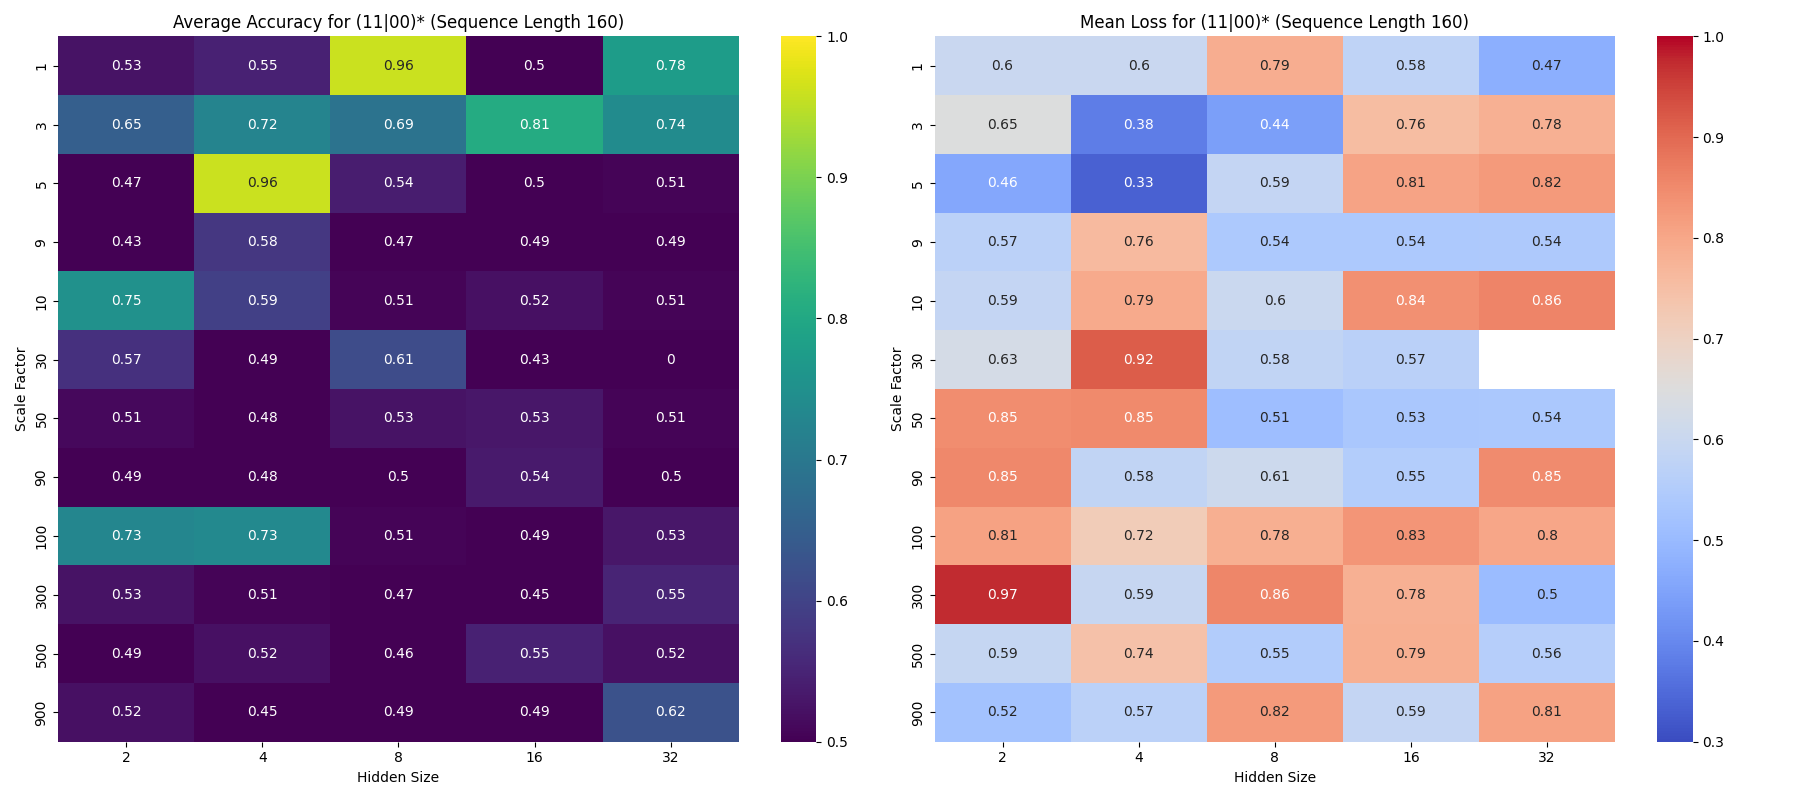 Average Accuracy for (11|00)* (Sequence Length 160)
1 0.53 0.55 0.96 0.5 0.78
3 0.65 0.72 0.69 0.81 0.74
5 0.47 0.96 0.54 0.5 0.51
9 0.43 0.58 0.47 0.49 0.49
10 0.75 0.59 0.51 0.52 0.51
30 0.57 0.49 0.61 0.43 0
50 0.51 0.48 0.53 0.53 0.51
90 0.49 0.48 0.5 0.54 0.5
100 0.73 0.73 0.51 0.49 0.53
300 0.53 0.51 0.47 0.45 0.55
500 0.49 0.52 0.46 0.55 0.52
900 0.52 0.45 0.49 0.49 0.62
2 4 8 16 32
Hidden Size
Scale Factor
1.0
0.9
0.8
0.7
0.6
0.5
Mean Loss for (11|00)* (Sequence Length 160)
1 0.6 0.6 0.79 0.58 0.47
3 0.65 0.38 0.44 0.76 0.78
5 0.46 0.33 0.59 0.81 0.82
9 0.57 0.76 0.54 0.54 0.54
10 0.59 0.79 0.6 0.84 0.86
30 0.63 0.92 0.58 0.57
50 0.85 0.85 0.51 0.53 0.54
90 0.85 0.58 0.61 0.55 0.85
100 0.81 0.72 0.78 0.83 0.8
300 0.97 0.59 0.86 0.78 0.5
500 0.59 0.74 0.55 0.79 0.56
900 0.52 0.57 0.82 0.59 0.81
2 4 8 16 32
Hidden Size
Scale Factor
1.0
0.9
0.8
0.7
0.6
0.5
0.4
0.3